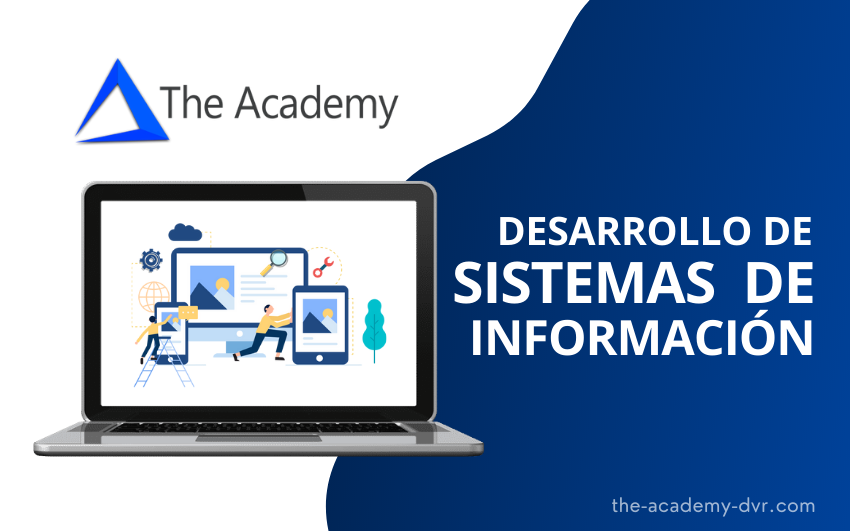 The Academy
DESARROLLO DE
SISTEMAS DE
INFORMACIÓN
the-academy-dvr.com